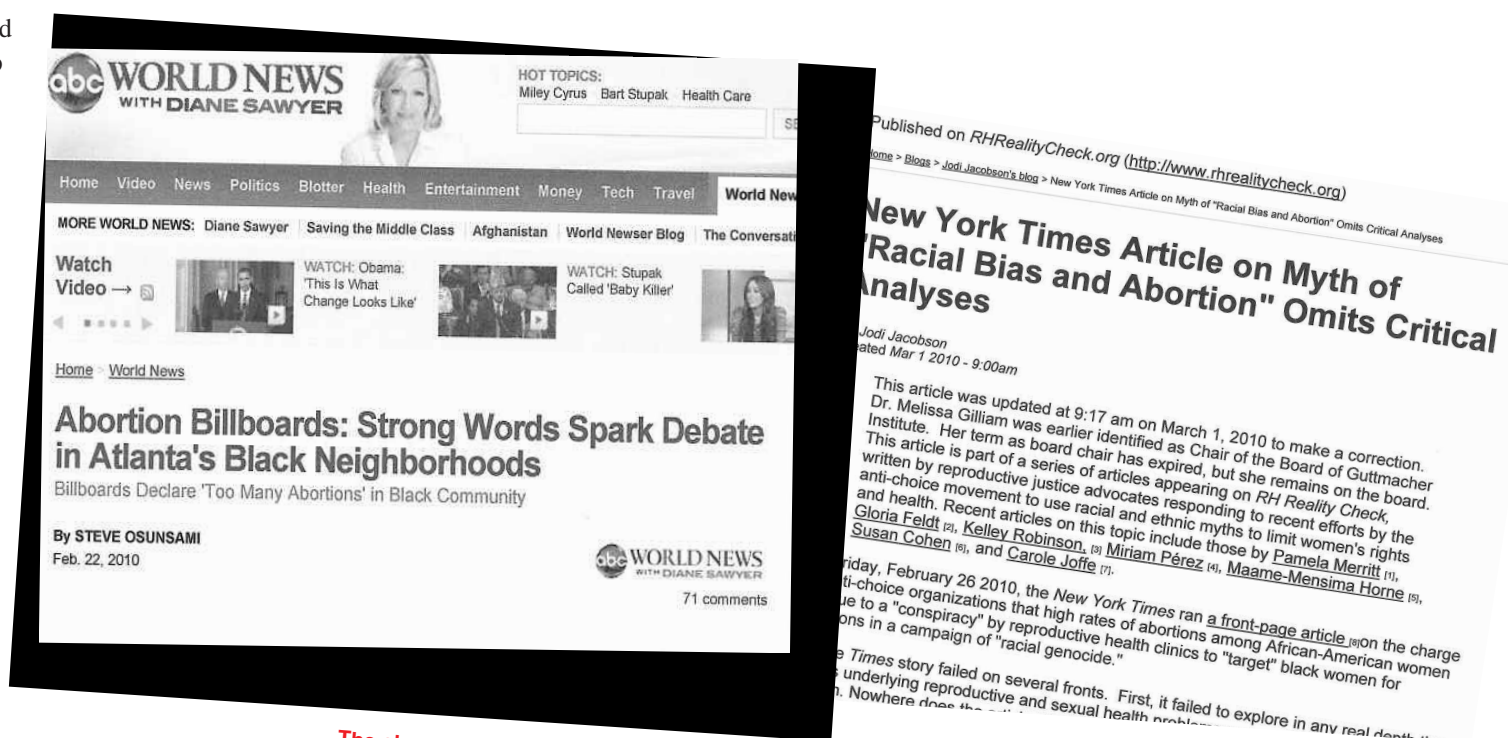 d
abc WORLD NEWS
WITH DIANE SAWYER
HOT TOPICS:
Miley Cyrus Bart Stupak Health Care
Home Video News Politics Blotter Health Entertainment Money Tech Travel World New
MORE WORLD NEWS: Diane Sawyer Saving the Middle Class Afghanistan World Newser Blog The Conversati
Watch
Video →
WATCH: Obama:
'This Is What
Change Looks Like'
WATCH: Stupak
Called 'Baby Killer'
Home > World News
Abortion Billboards: Strong Words Spark Debate
in Atlanta's Black Neighborhoods
Billboards Declare 'Too Many Abortions' in Black Community
By STEVE OSUNSAMI
Feb. 22, 2010
abc WORLD NEWS
WITH DIANE SAWYER
71 comments
Published on RHRealityCheck.org (http://www.rhrealitycheck.org)
Home > Blogs > Jodi Jacobson's blog > New York Times Article on Myth of "Racial Bias and Abortion" Omits Critical Analyses
New York Times Article on Myth of
"Racial Bias and Abortion" Omits Critical
Analyses
Jodi Jacobson
eated Mar 1 2010 - 9:00am
This article was updated at 9:17 am on March 1, 2010 to make a correction.
Dr. Melissa Gilliam was earlier identified as Chair of the Board of Guttmacher
Institute. Her term as board chair has expired, but she remains on the board.
This article is part of a series of articles appearing on RH Reality Check,
written by reproductive justice advocates responding to recent efforts by the
anti-choice movement to use racial and ethnic myths to limit women's rights
and health. Recent articles on this topic include those by Pamela Merritt [1],
Gloria Feldt [2], Kelley Robinson, [3] Miriam Pérez [4], Maame-Mensima Horne [5],
Susan Cohen [6], and Carole Joffe [7].
riday, February 26 2010, the New York Times ran a front-page article [8]on the charge
ti-choice organizations that high rates of abortions among African-American women
ue to a "conspiracy" by reproductive health clinics to "target" black women for
ons in a campaign of "racial genocide."
e Times story failed on several fronts. First, it failed to explore in any real depth
underlying reproductive and sexual health
n. Nowhere does the